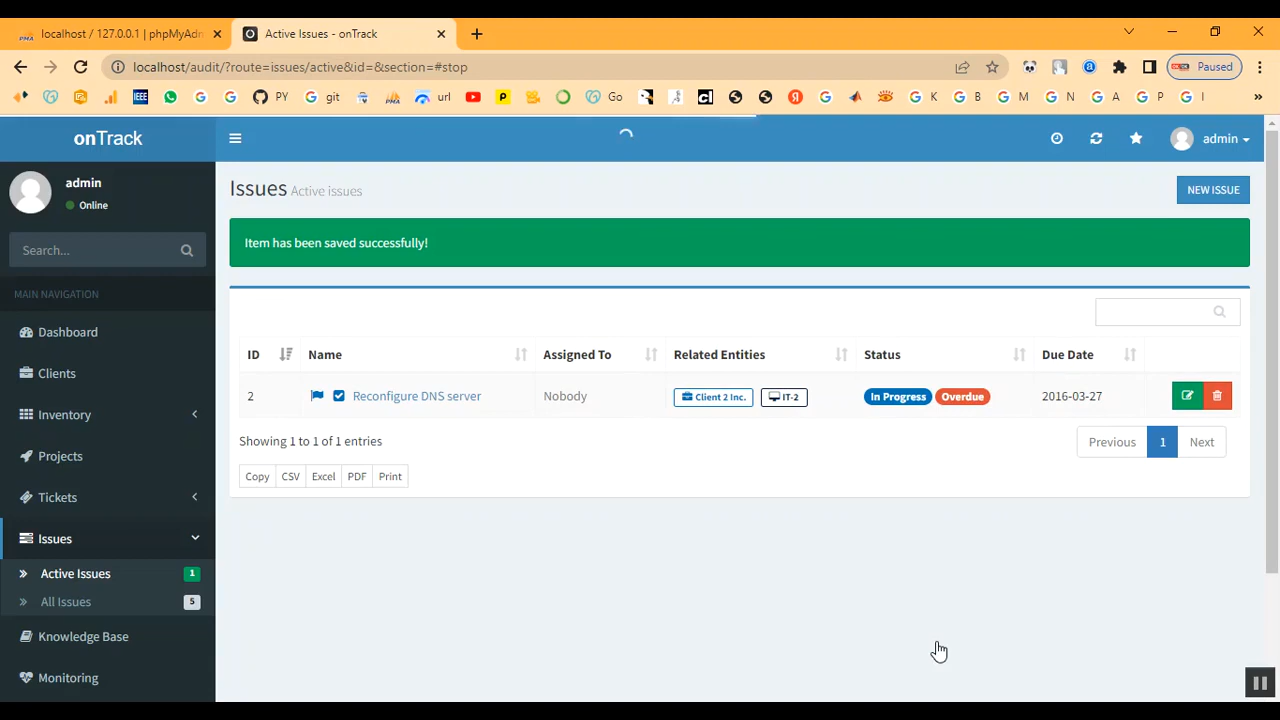 localhost / 127.0.0.1 | phpMyAdn
Active Issues - onTrack
localhost/audit/?route=issues/active&id=&section=#stop
Paused
PY
git
url
Go
K
B
M
N
A
P
I
onTrack
admin
admin
Online
Issues Active issues
NEW ISSUE
Item has been saved successfully!
Search...
MAIN NAVIGATION
Dashboard
Clients
Inventory
Projects
Tickets
Issues
Active Issues 1
All Issues 5
Knowledge Base
Monitoring
ID Name Assigned To Related Entities Status Due Date
2 Reconfigure DNS server Nobody Client 2 Inc. IT-2 In Progress Overdue 2016-03-27
Showing 1 to 1 of 1 entries
Previous 1 Next
Copy CSV Excel PDF Print